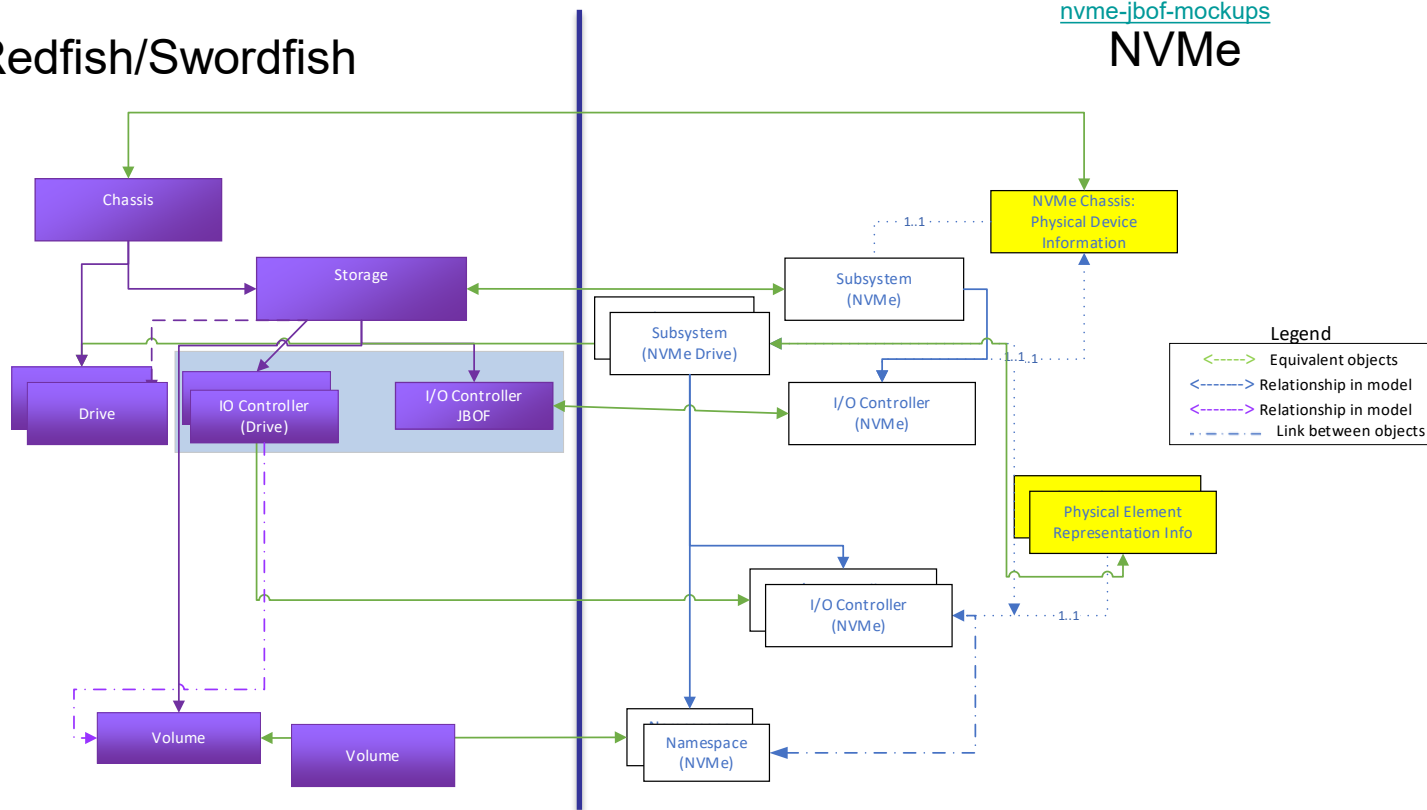 nvme-jbof-mockups
Redfish/Swordfish
NVMe
Chassis
NVMe Chassis:
Physical Device
Information
1..1
Storage
Subsystem
(NVMe)
Subsystem
(NVMe Drive)
1..1
..1
Legend
Equivalent objects
Relationship in model
Relationship in model
Link between objects
Drive
IO Controller
(Drive)
I/O Controller
JBOF
I/O Controller
(NVMe)
Physical Element
Representation Info
I/O Controller
(NVMe)
1..1
Volume
Volume
Namespace
(NVMe)